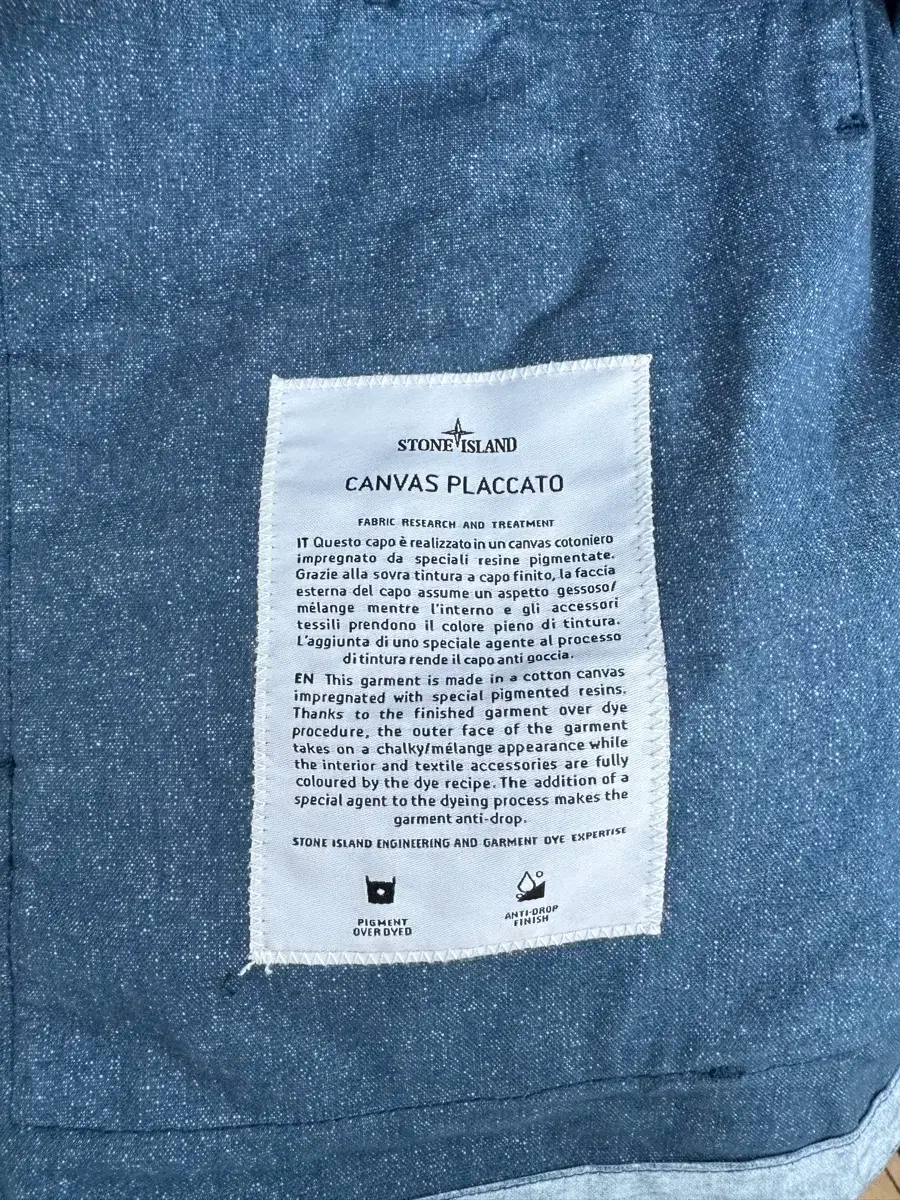 STONE ISLAND
CANVAS PLACCATO
FABRIC RESEARCH AND TREATMENT
IT Questo capo è realizzato in un canvas cotoniero
impregnato da speciali resine pigmentate.
Grazie alla sovra tintura a capo finito, la faccia
esterna del capo assume un aspetto gessoso/
mélange mentre l'interno e gli accessori
tessili prendono il colore pieno di tintura.
L'aggiunta di uno speciale agente al processo
di tintura rende il capo anti goccia.
EN This garment is made in a cotton canvas
impregnated with special pigmented resins.
Thanks to the finished garment over dye
procedure, the outer face of the garment
takes on a chalky/mélange appearance while
the interior and textile accessories are fully
coloured by the dye recipe. The addition of a
special agent to the dyeing process makes the
garment anti-drop.
STONE ISLAND ENGINEERING AND GARMENT DYE EXPERTISE
PIGMENT
OVER DYED
ANTI-DROP
FINISH